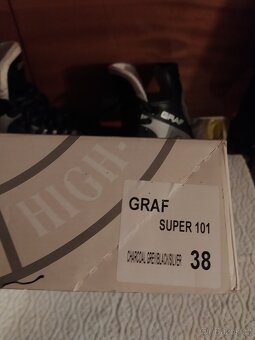 GRAF
HIGH-
GRAF
SUPER 101
CHARCOAL GREY/BLACK/SILVER 38